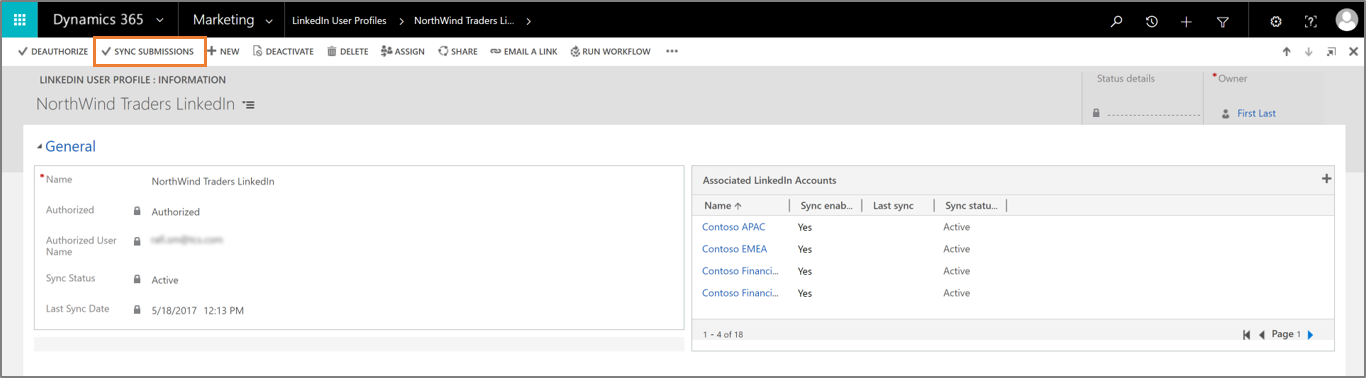 Dynamics 365 Marketing LinkedIn User Profiles NorthWind Traders Li...
DEAUTHORIZE SYNC SUBMISSIONS NEW DEACTIVATE DELETE ASSIGN SHARE EMAIL A LINK RUN WORKFLOW ...
LINKEDIN USER PROFILE : INFORMATION
Status details *Owner
NorthWind Traders LinkedIn
First Last
General
*Name NorthWind Traders LinkedIn
Authorized Authorized
Authorized User
Name
Sync Status Active
Last Sync Date 5/18/2017 12:13 PM
Associated LinkedIn Accounts
Name Sync enab... Last sync Sync statu...
Contoso APAC Yes Active
Contoso EMEA Yes Active
Contoso Financi... Yes Active
Contoso Financi... Yes Active
1 - 4 of 18 Page 1